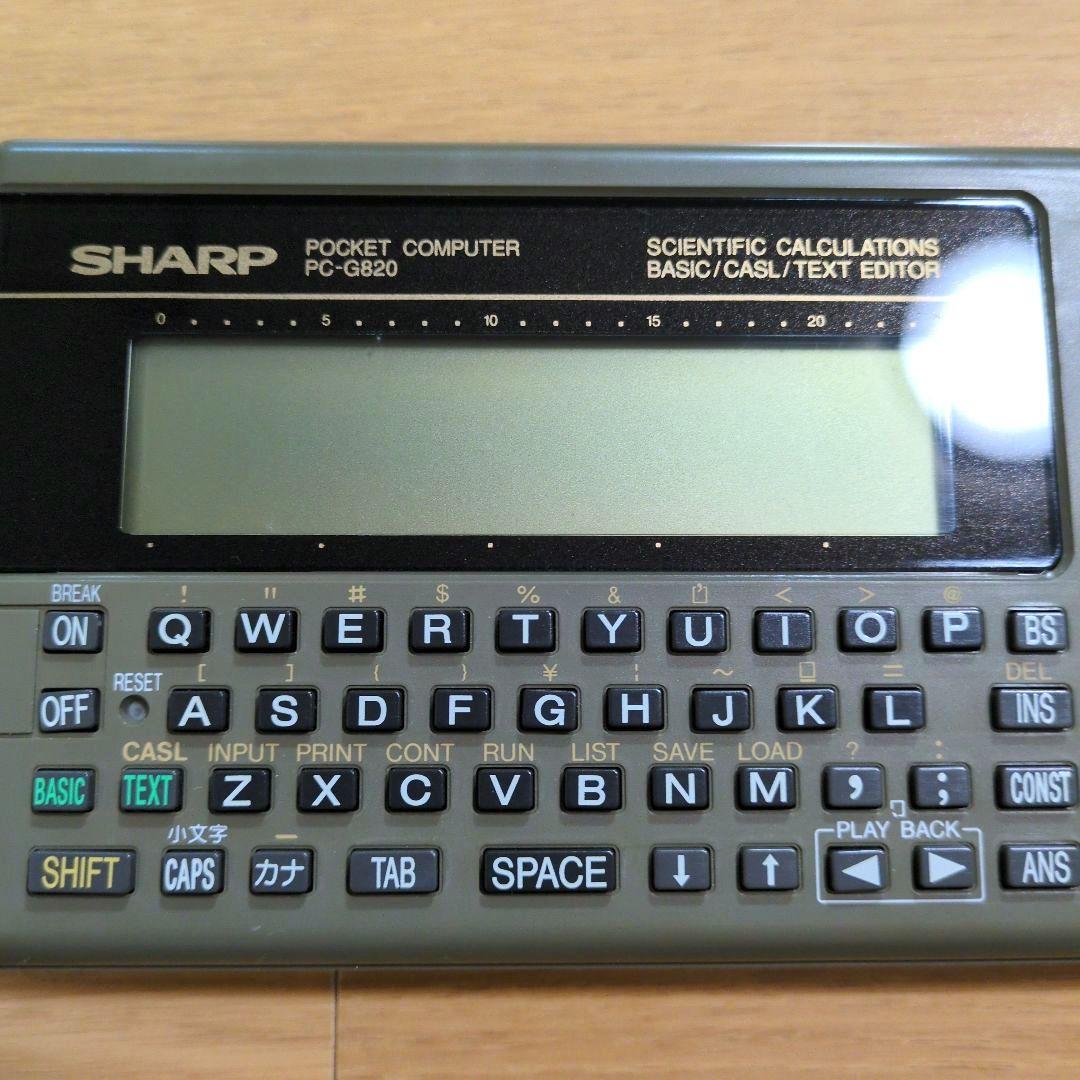 SHARP
POCKET COMPUTER
PC-G820
SCIENTIFIC CALCULATIONS
BASIC/CASL/TEXT EDITOR
0 5 10 15 20
BREAK ! " # $ % & < > @
ON Q W E R T Y U I O P BS
RESET [ ] { } ¥ ¦ ~ = DEL
OFF A S D F G H J K L INS
CASL INPUT PRINT CONT RUN LIST SAVE LOAD ? :
BASIC TEXT Z X C V B N M , ; CONST
小文字 ー PLAY BACK
SHIFT CAPS カナ TAB SPACE ↓ ↑ ◀ ▶ ANS